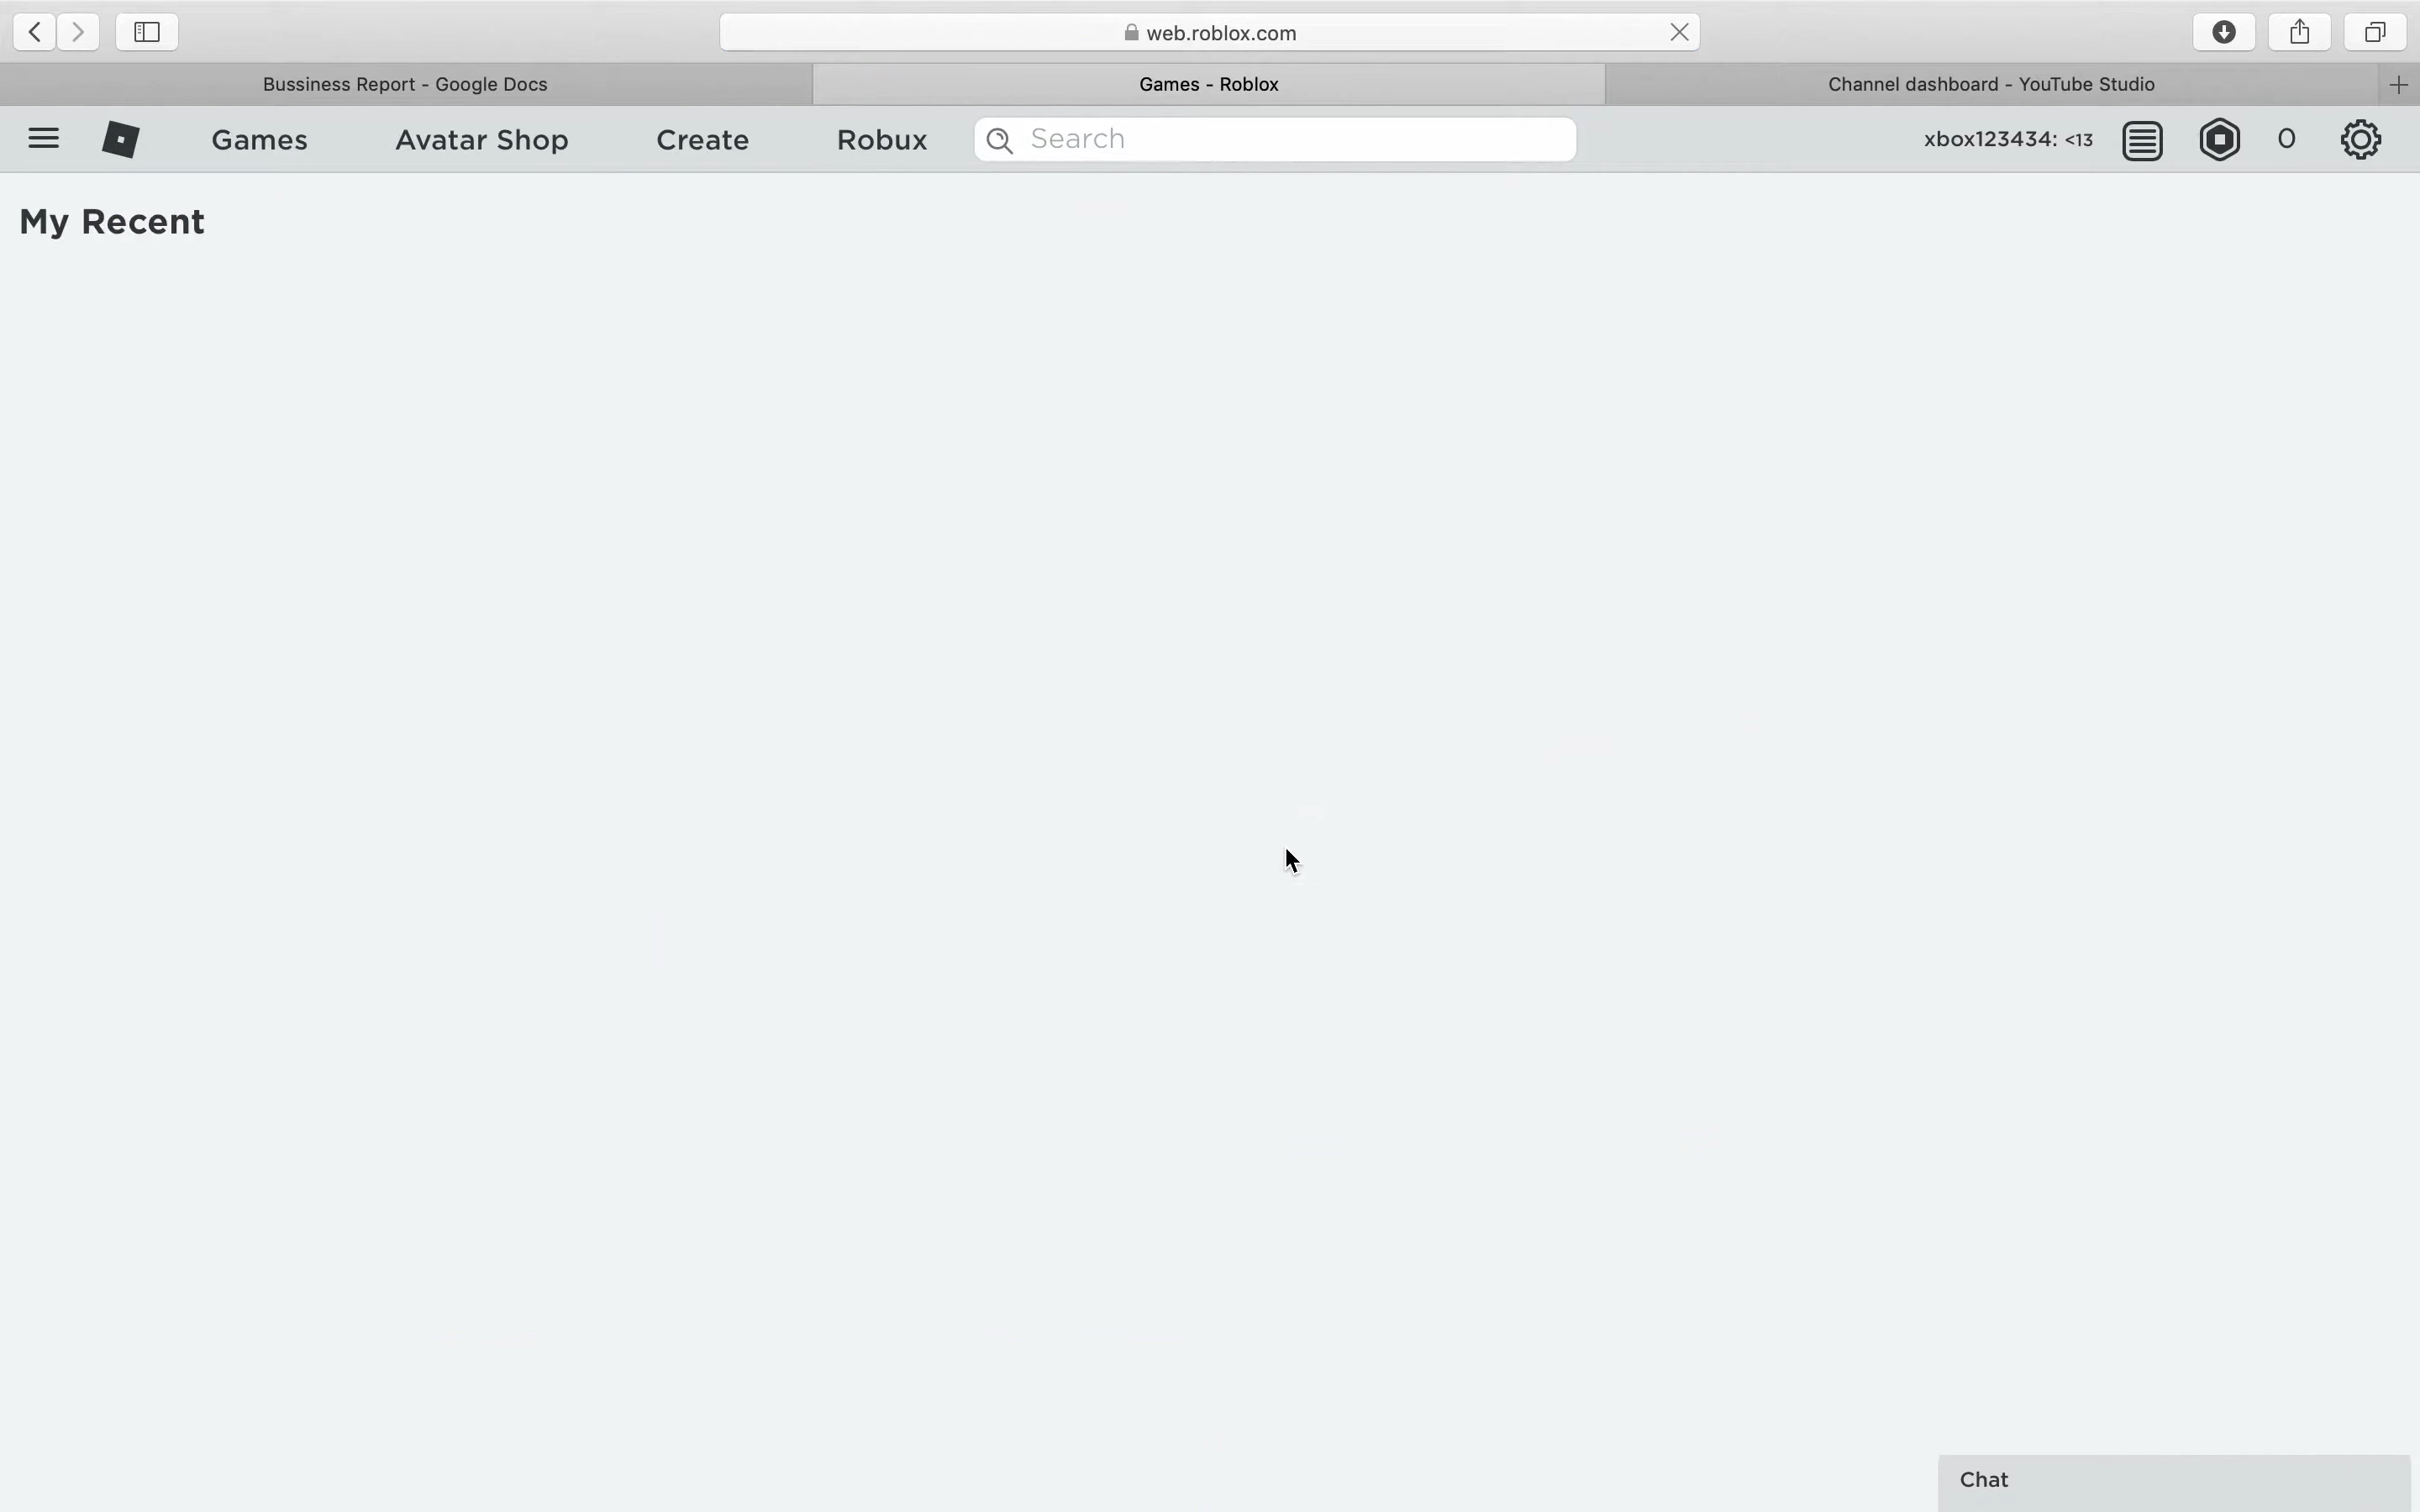 web.roblox.com
Bussiness Report - Google Docs
Games - Roblox
Channel dashboard - YouTube Studio
Games
Avatar Shop
Create
Robux
Search
xbox123434: <13
0
My Recent
Chat